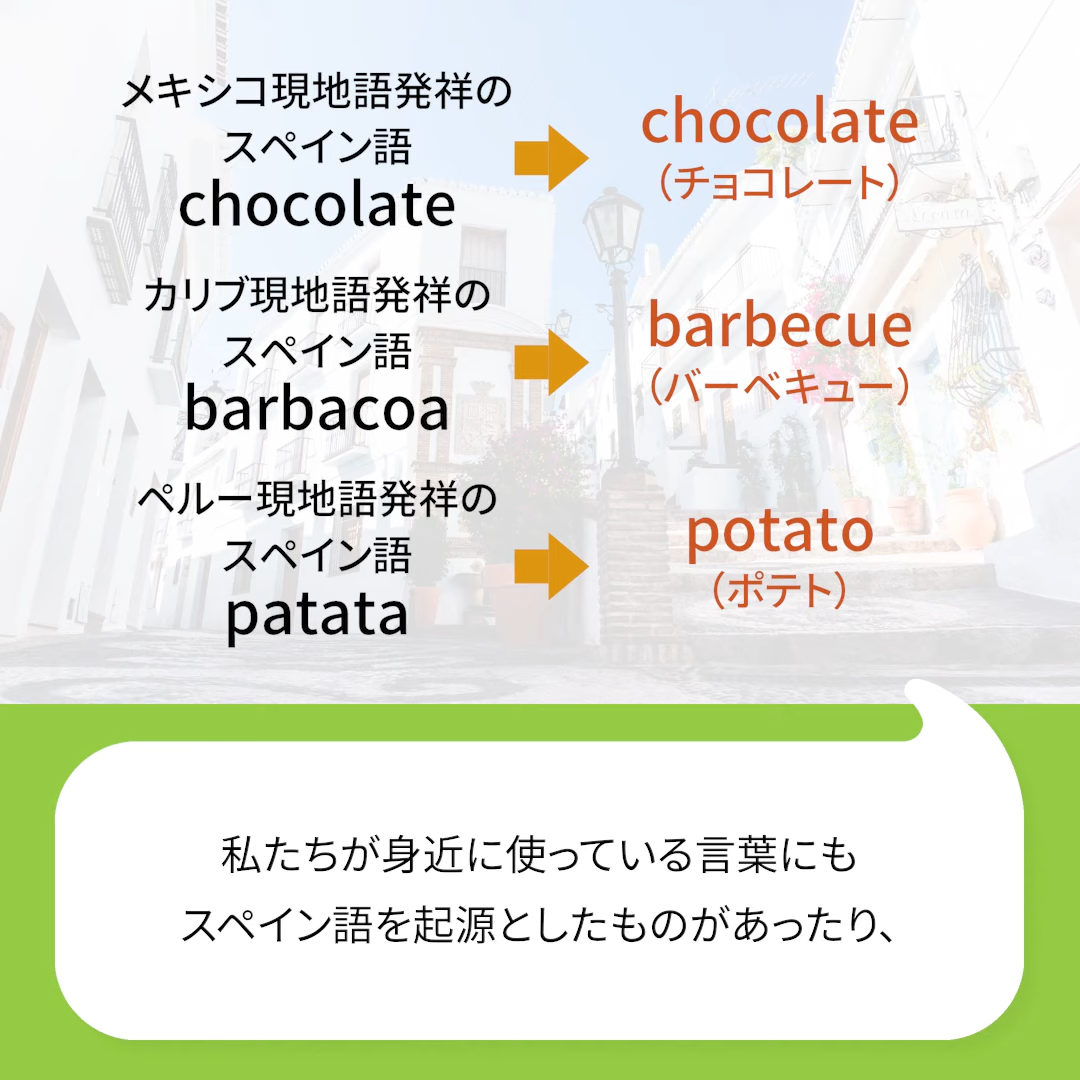 メキシコ現地語発祥の
スペイン語
chocolate
chocolate
（チョコレート）
カリブ現地語発祥の
スペイン語
barbacoa
barbecue
（バーベキュー）
ペルー現地語発祥の
スペイン語
patata
potato
（ポテト）
私たちが身近に使っている言葉にも
スペイン語を起源としたものがあったり、